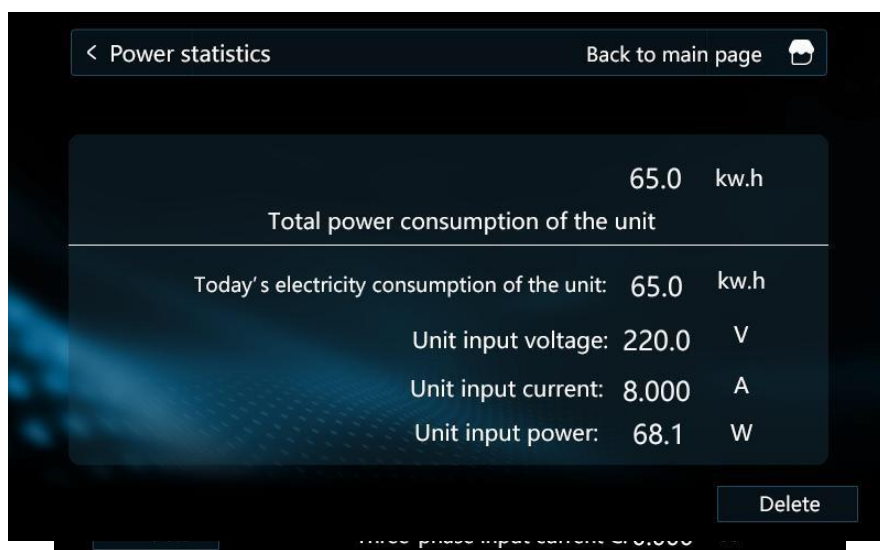 < Power statistics Back to main page
65.0 kw.h
Total power consumption of the unit
Today's electricity consumption of the unit: 65.0 kw.h
Unit input voltage: 220.0 V
Unit input current: 8.000 A
Unit input power: 68.1 W
Delete